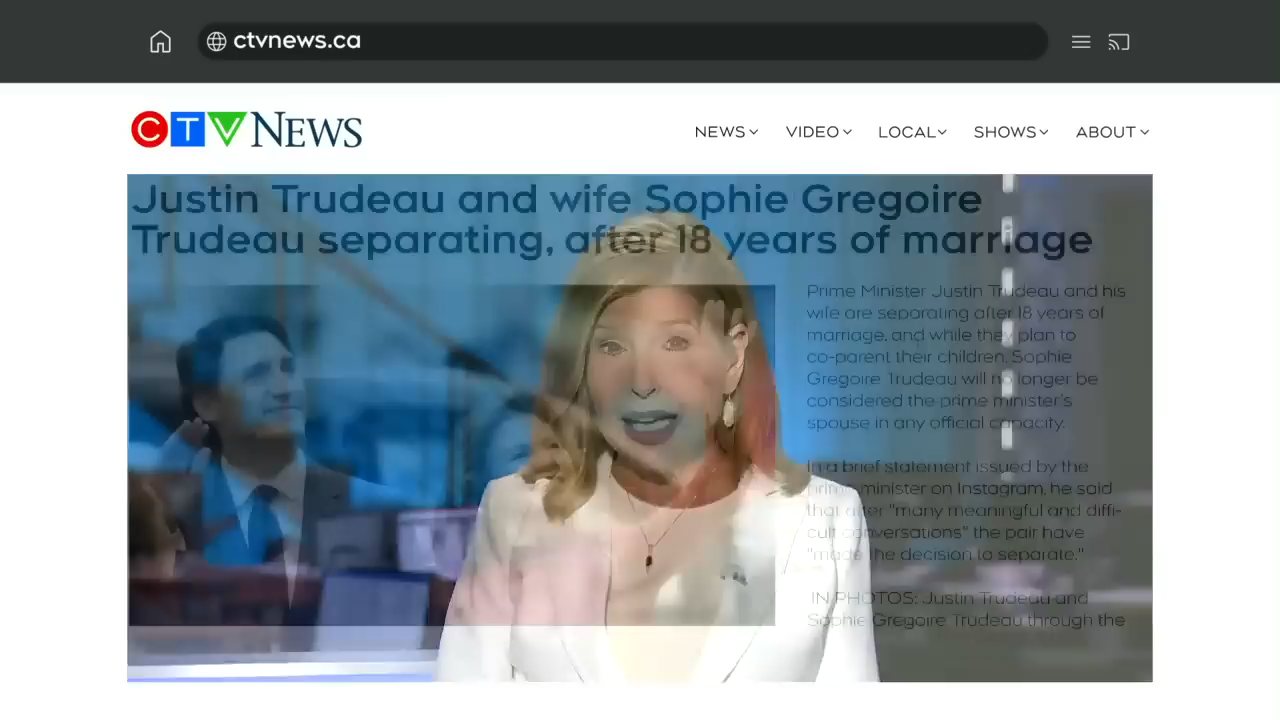 ctvnews.ca
CTV NEWS
NEWS VIDEO LOCAL SHOWS ABOUT
Justin Trudeau and wife Sophie Gregoire
Trudeau separating, after 18 years of marriage
Prime Minister Justin Trudeau and his
wife are separating after 18 years of
marriage, and while they plan to
co-parent their children, Sophie
Gregoire Trudeau will no longer be
considered the prime minister's
spouse in any official capacity.
In a brief statement issued by the
prime minister on Instagram, he said
that after "many meaningful and diffi-
cult conversations" the pair have
"made the decision to separate."
IN PHOTOS: Justin Trudeau and
Sophie Gregoire Trudeau through the